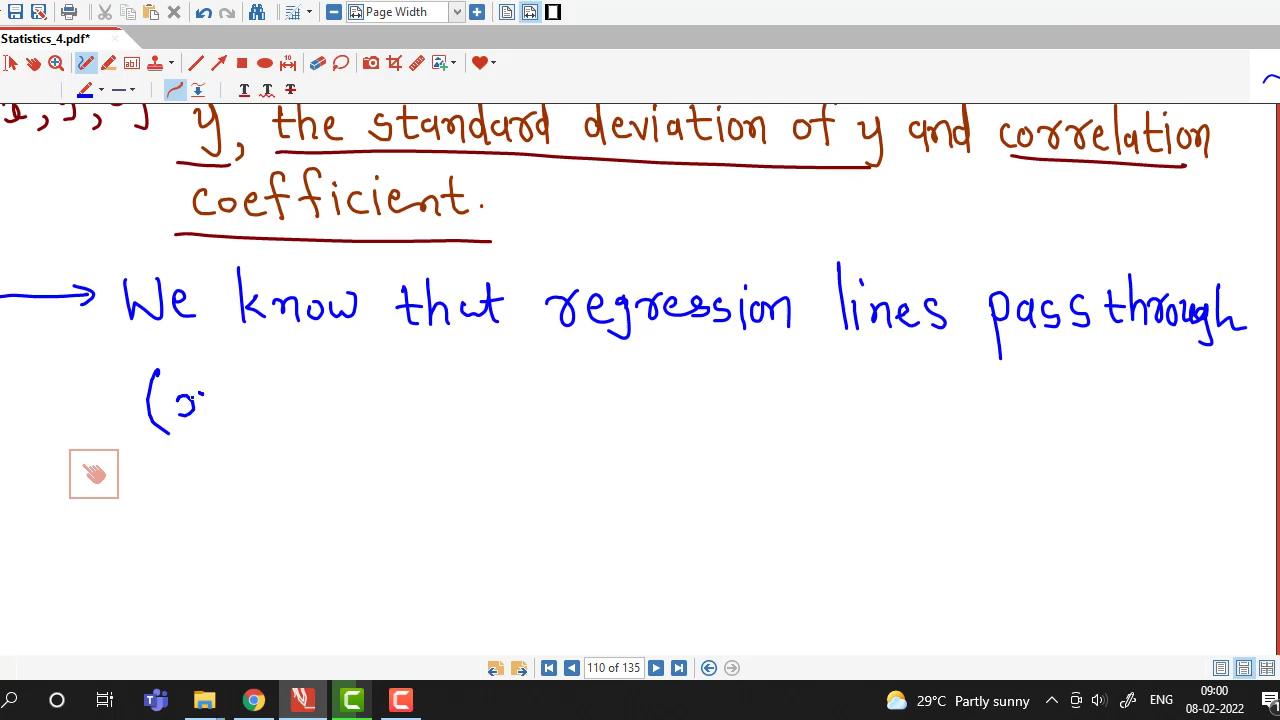 Page Width
Statistics_4.pdf*
10
y, the standard deviation of y and correlation
coefficient.
We know that regression lines pass through
(x
110 of 135
29°C Partly sunny
ENG
09:00
08-02-2022